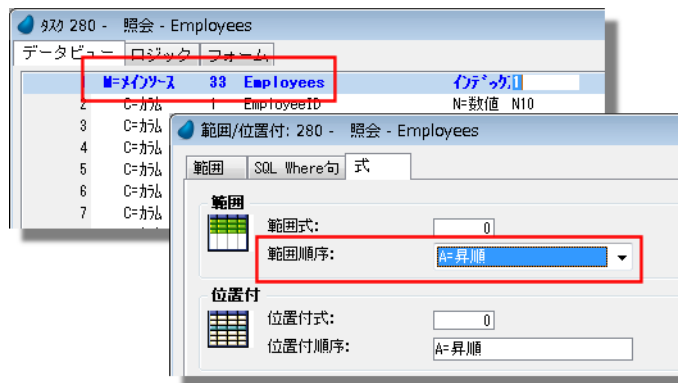 タスク 280 - 照会 - Employees
データビュー ロジック フォーム
1 M=メインソース 33 Employees インデックス 1
2 C=カラム 1 EmployeeID N=数値 N10
3 C=カラム
4 C=カラム
5 C=カラム
6 C=カラム
7 C=カラム
範囲/位置付: 280 - 照会 - Employees
範囲 SQL Where句 式
範囲
範囲式: 0
範囲順序: A=昇順
位置付
位置付式: 0
位置付順序: A=昇順